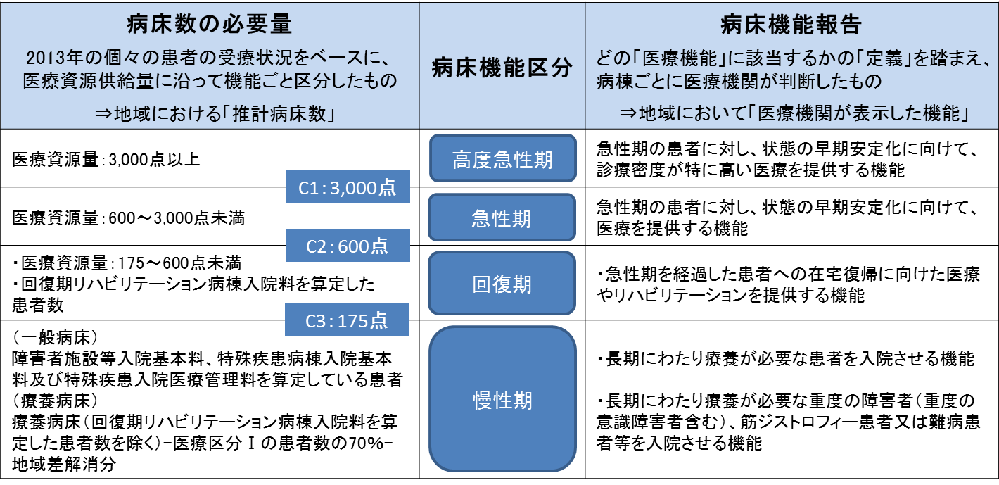 病床数の必要量
2013年の個々の患者の受療状況をベースに、
医療資源供給量に沿って機能ごと区分したもの
⇒地域における「推計病床数」
病床機能区分
病床機能報告
どの「医療機能」に該当するかの「定義」を踏まえ、
病棟ごとに医療機関が判断したもの
⇒地域において「医療機関が表示した機能」
医療資源量：3,000点以上
高度急性期
急性期の患者に対し、状態の早期安定化に向けて、
診療密度が特に高い医療を提供する機能
C1：3,000点
医療資源量：600～3,000点未満
急性期
急性期の患者に対し、状態の早期安定化に向けて、
医療を提供する機能
C2：600点
・医療資源量：175～600点未満
・回復期リハビリテーション病棟入院料を算定した
患者数
回復期
・急性期を経過した患者への在宅復帰に向けた医療
やリハビリテーションを提供する機能
C3：175点
（一般病床）
障害者施設等入院基本料、特殊疾患病棟入院基本
料及び特殊疾患入院医療管理料を算定している患者
（療養病床）
療養病床（回復期リハビリテーション病棟入院料を算
定した患者数を除く）－医療区分Ⅰの患者数の70％－
地域差解消分
慢性期
・長期にわたり療養が必要な患者を入院させる機能
・長期にわたり療養が必要な重度の障害者（重度の
意識障害者含む）、筋ジストロフィー患者又は難病患
者等を入院させる機能